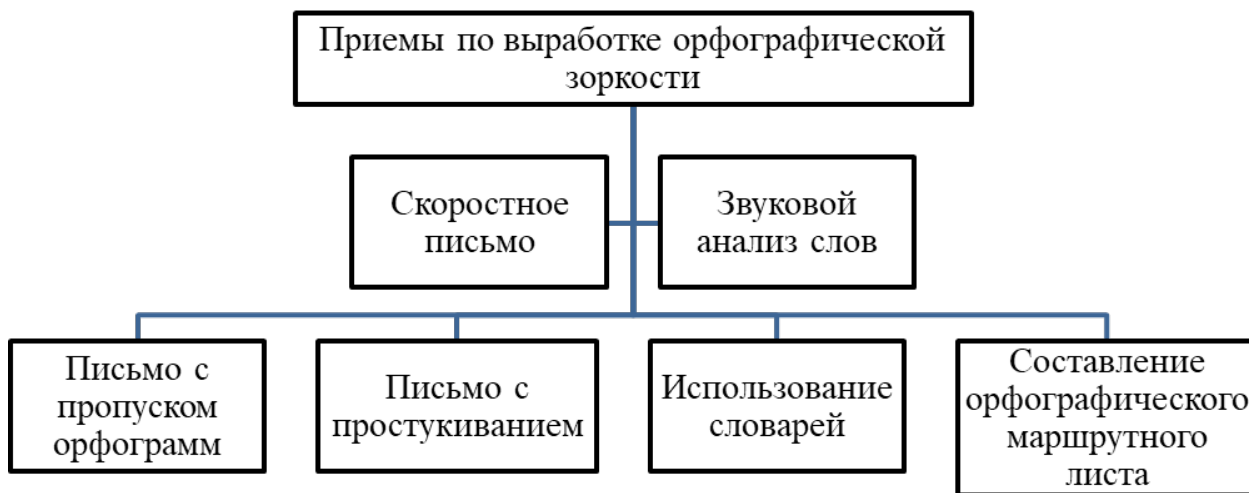 Приемы по выработке орфографической
зоркости
Скоростное
письмо
Звуковой
анализ слов
Письмо с
пропуском
орфограмм
Письмо с
простукиванием
Использование
словарей
Составление
орфографического
маршрутного
листа